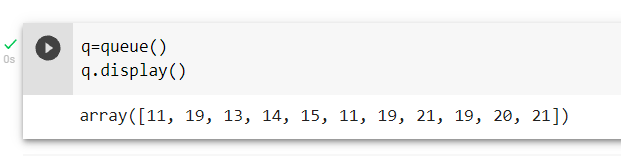 q=queue()
q.display()
0s
array([11, 19, 13, 14, 15, 11, 19, 21, 19, 20, 21])